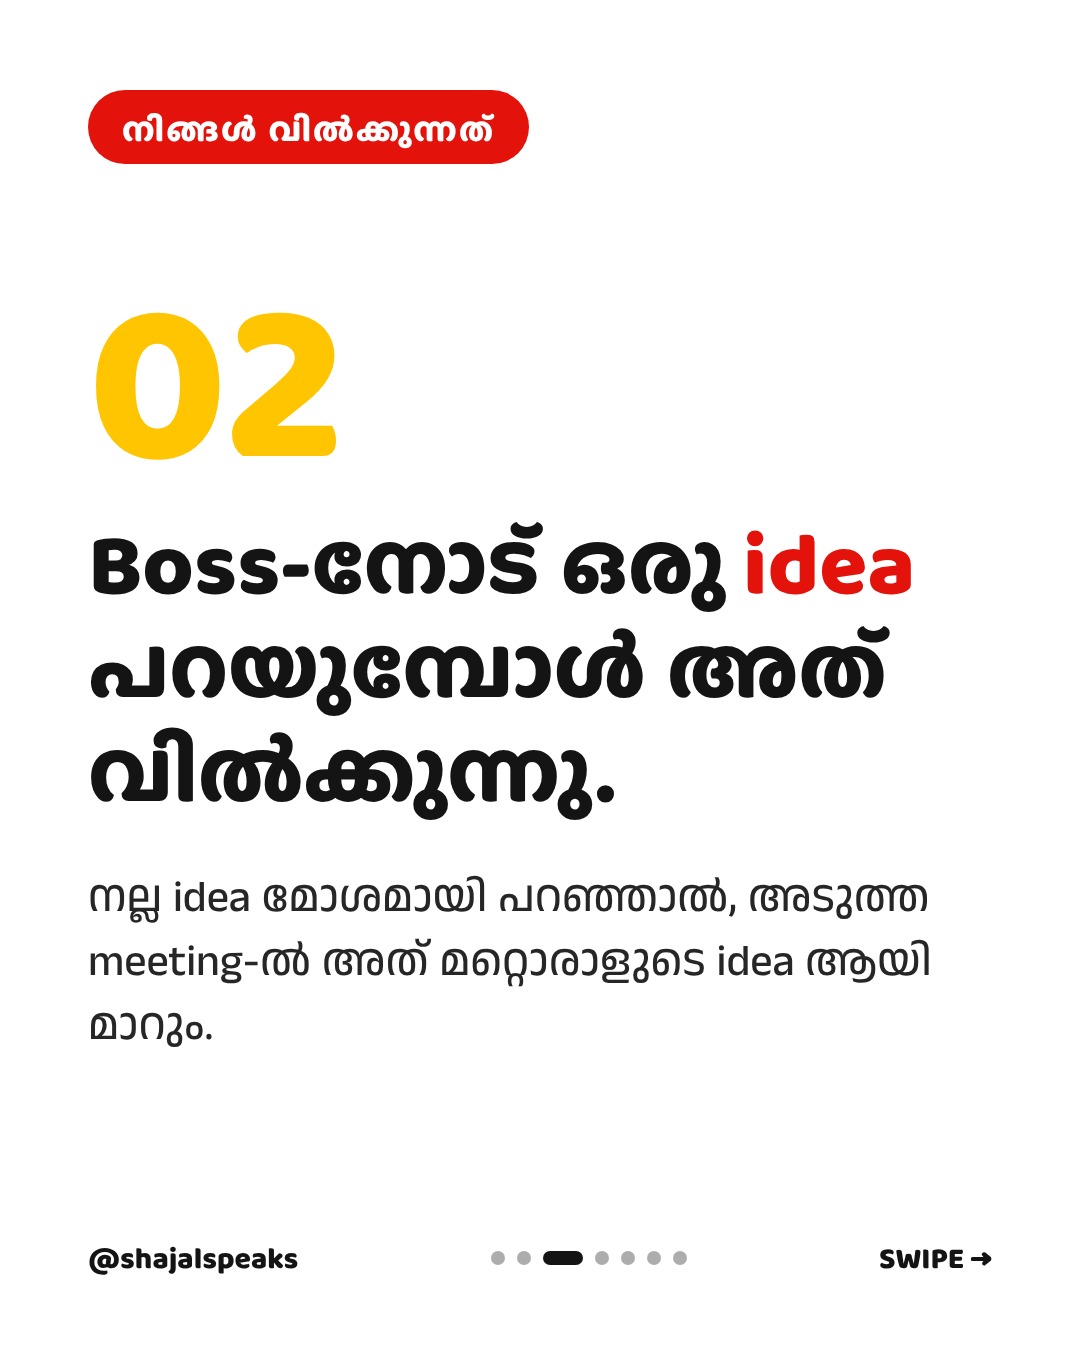 നിങ്ങൾ വിൽക്കുന്നത്
02
Boss-നോട് ഒരു idea
പറയുമ്പോൾ അത്
വിൽക്കുന്നു.
നല്ല idea മോശമായി പറഞ്ഞാൽ, അടുത്ത
meeting-ൽ അത് മറ്റൊരാളുടെ idea ആയി
മാറും.
@shajalspeaks
SWIPE →